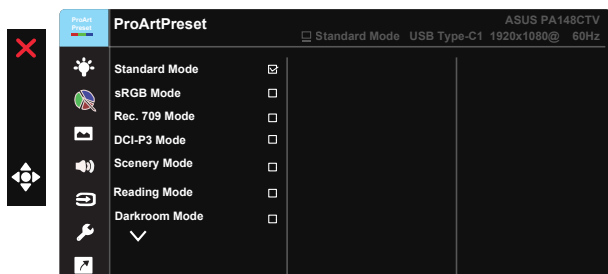 ProArt
Preset
ProArtPreset
ASUS PA148CTV
Standard Mode USB Type-C1 1920x1080@ 60Hz
Standard Mode
sRGB Mode
Rec. 709 Mode
DCI-P3 Mode
Scenery Mode
Reading Mode
Darkroom Mode